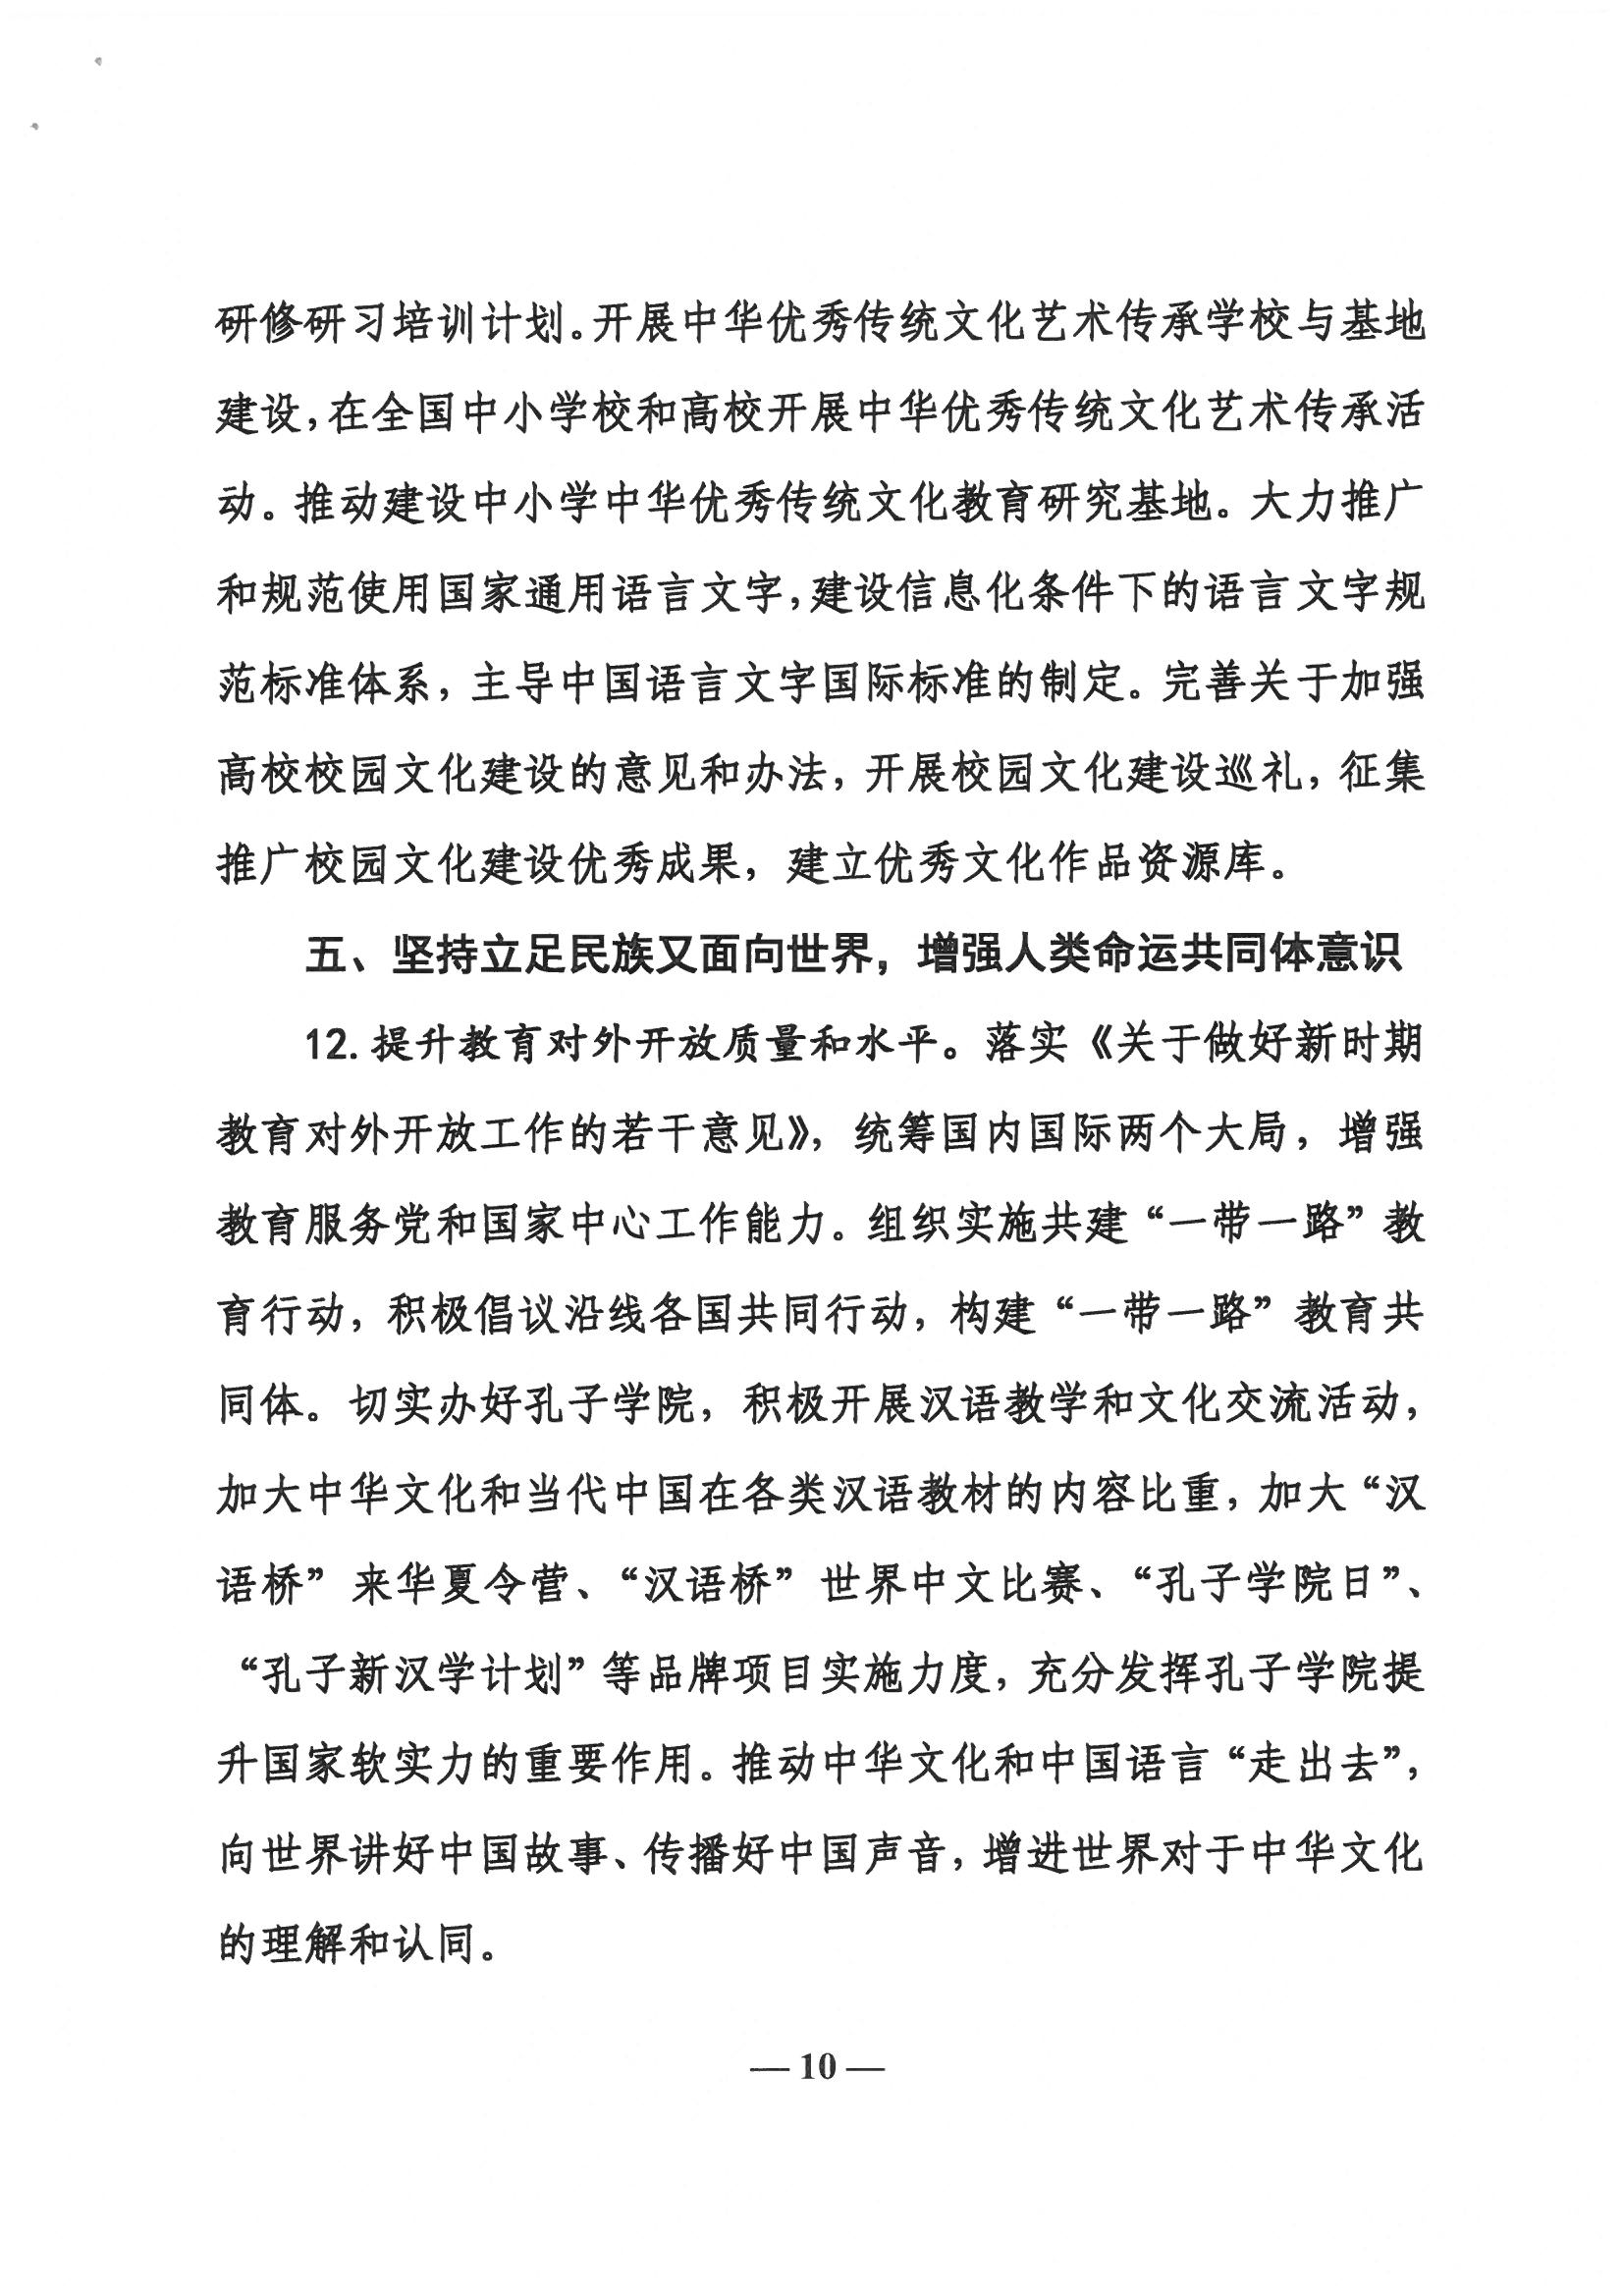 研修研习培训计划。开展中华优秀传统文化艺术传承学校与基地
建设，在全国中小学校和高校开展中华优秀传统文化艺术传承活
动。推动建设中小学中华优秀传统文化教育研究基地。大力推广
和规范使用国家通用语言文字，建设信息化条件下的语言文字规
范标准体系，主导中国语言文字国际标准的制定。完善关于加强
高校校园文化建设的意见和办法，开展校园文化建设巡礼，征集
推广校园文化建设优秀成果，建立优秀文化作品资源库。
五、坚持立足民族又面向世界，增强人类命运共同体意识
12.提升教育对外开放质量和水平。落实《关于做好新时期
教育对外开放工作的若干意见》，统筹国内国际两个大局，增强
教育服务党和国家中心工作能力。组织实施共建“一带一路”教
育行动，积极倡议沿线各国共同行动，构建“一带一路”教育共
同体。切实办好孔子学院，积极开展汉语教学和文化交流活动，
加大中华文化和当代中国在各类汉语教材的内容比重，加大“汉
语桥”来华夏令营、“汉语桥”世界中文比赛、“孔子学院日”、
“孔子新汉学计划”等品牌项目实施力度，充分发挥孔子学院提
升国家软实力的重要作用。推动中华文化和中国语言“走出去”，
向世界讲好中国故事、传播好中国声音，增进世界对于中华文化
的理解和认同。
— 10 —